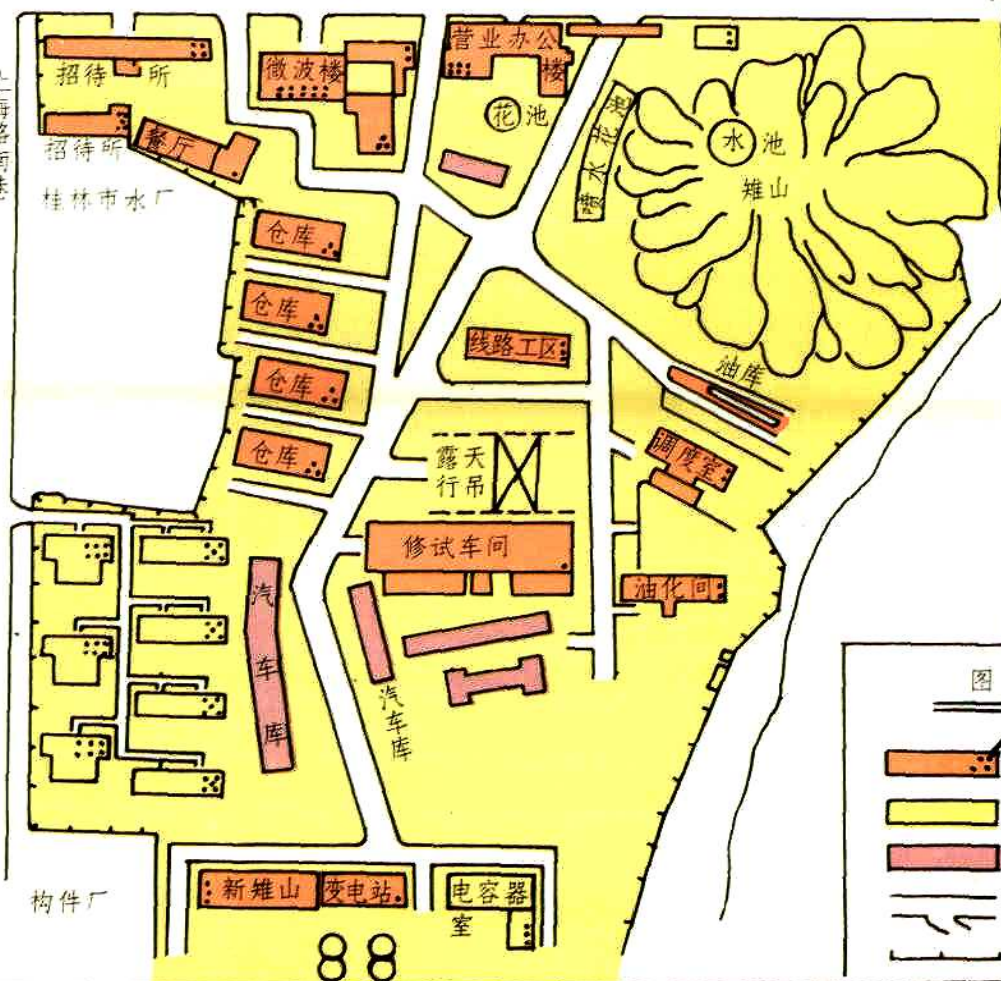 营业办公
楼
微波楼
招待所
花池
喷水花池
水池
雉山
餐厅
招待所
桂林市水厂
仓库
仓库
仓库
仓库
线路工区
油库
调度室
露天
行吊
修试车间
油化间
汽车库
汽车库
图
新雉山
变电站
电容器
室
构件厂